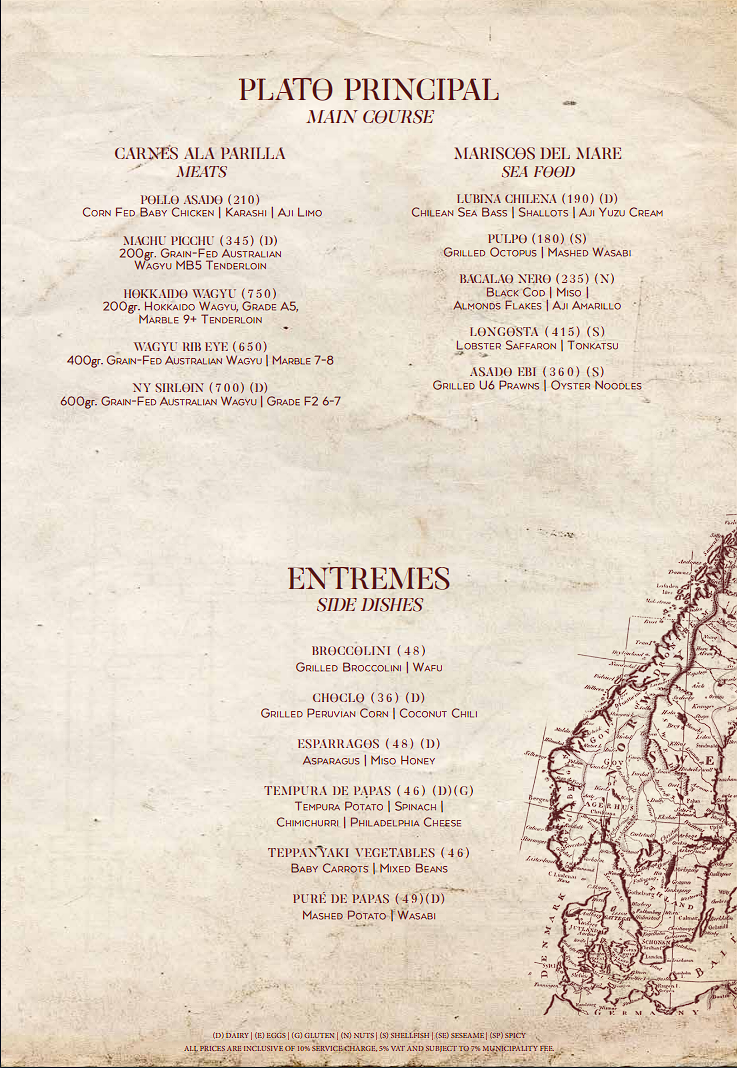 PLATO PRINCIPAL
MAIN COURSE
CARNES ALA PARILLA
MEATS
POLLO ASADO (210)
CORN FED BABY CHICKEN | KARASHI | AJI LIMO
MACHU PICCHU (345) (D)
200gr. GRAIN-FED AUSTRALIAN
WAGYU MB5 TENDERLOIN
HOKKAIDO WAGYU (750)
200gr. HOKKAIDO WAGYU, GRADE A5,
MARBLE 9+ TENDERLOIN
WAGYU RIB EYE (650)
400gr. GRAIN-FED AUSTRALIAN WAGYU | MARBLE 7-8
NY SIRLOIN (700) (D)
600gr. GRAIN-FED AUSTRALIAN WAGYU | GRADE F2 6-7
MARISCOS DEL MARE
SEA FOOD
LUBINA CHILENA (190) (D)
CHILEAN SEA BASS | SHALLOTS | AJI YUZU CREAM
PULPO (180) (S)
GRILLED OCTOPUS | MASHED WASABI
BACALAO NERO (235) (N)
BLACK COD | MISO |
ALMONDS FLAKES | AJI AMARILLO
LONGOSTA (415) (S)
LOBSTER SAFFARON | TONKATSU
ASADO EBI (360) (S)
GRILLED U6 PRAWNS | OYSTER NOODLES
ENTREMES
SIDE DISHES
BROCCOLINI (48)
GRILLED BROCCOLINI | WAFU
CHOCLO (36) (D)
GRILLED PERUVIAN CORN | COCONUT CHILI
ESPARRAGOS (48) (D)
ASPARAGUS | MISO HONEY
TEMPURA DE PAPAS (46) (D)(G)
TEMPURA POTATO | SPINACH |
CHIMICHURRI | PHILADELPHIA CHEESE
TEPPANYAKI VEGETABLES (46)
BABY CARROTS | MIXED BEANS
PURÉ DE PAPAS (49)(D)
MASHED POTATO | WASABI
AGERHUS
JUTLAND
SCHONAN
DENMARK
BALT
GERMANY
(D) DAIRY | (E) EGGS | (G) GLUTEN | (N) NUTS | (S) SHELLFISH | (SE) SESEAME | (SP) SPICY
ALL PRICES ARE INCLUSIVE OF 10% SERVICE CHARGE, 5% VAT AND SUBJECT TO 7% MUNICIPALITY FEE.